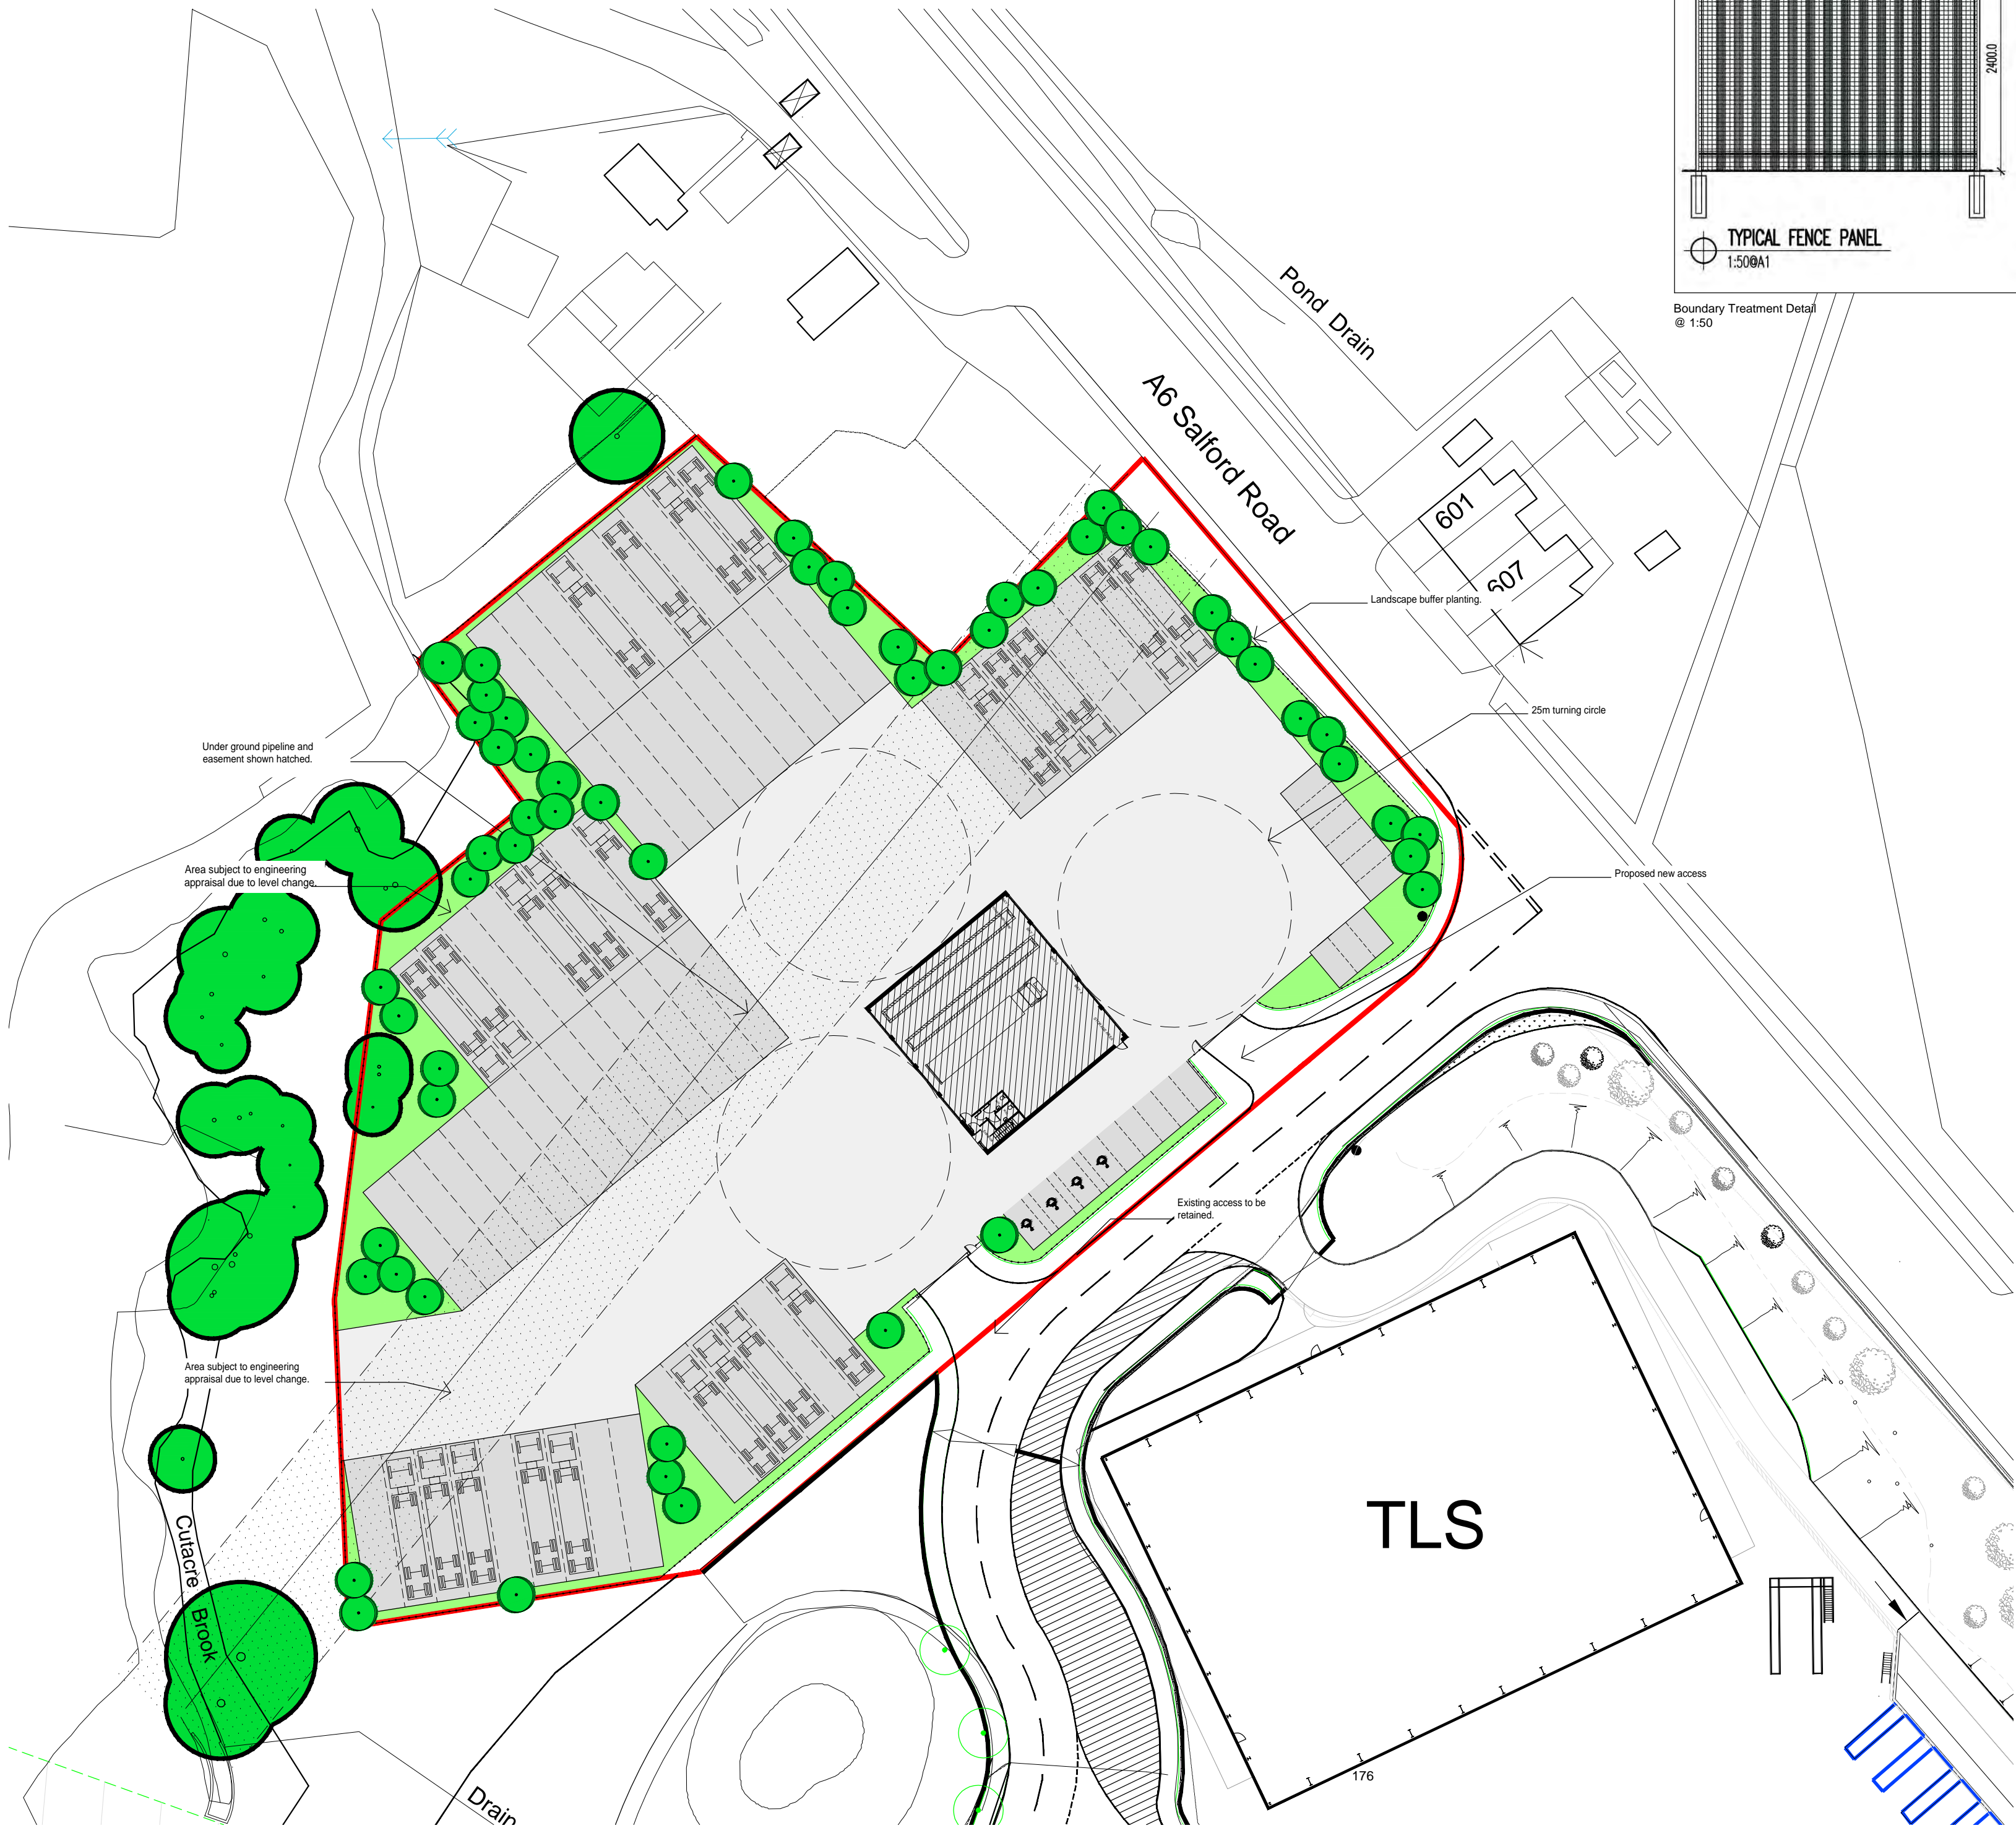 2400.0
TYPICAL FENCE PANEL
1:50@A1
Boundary Treatment Detail
@ 1:50
Pond Drain
A6 Salford Road
601
607
Landscape buffer planting.
25m turning circle
Under ground pipeline and
easement shown hatched.
Area subject to engineering
appraisal due to level change.
Proposed new access
Existing access to be
retained.
Area subject to engineering
appraisal due to level change.
TLS
Cutacre Brook
176
Drain